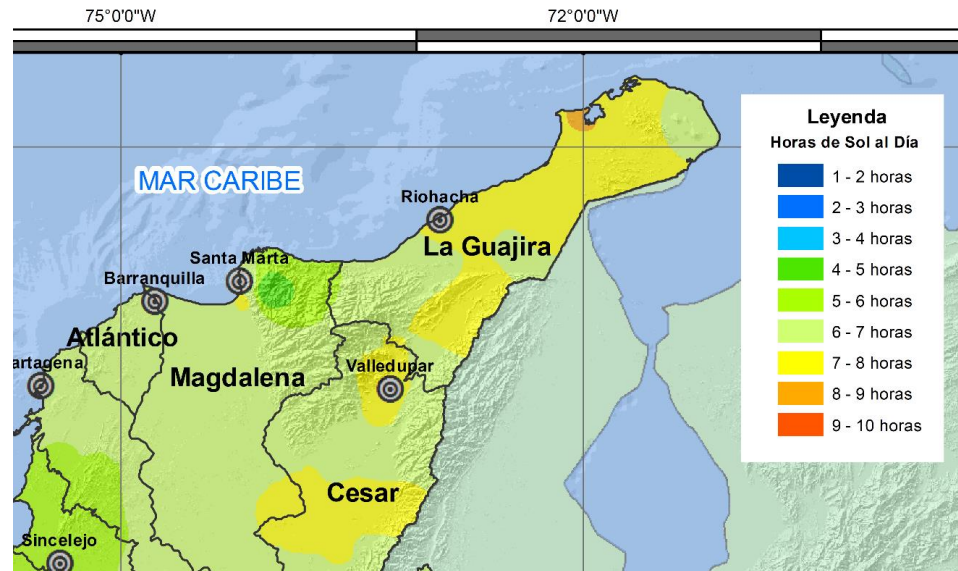 75°0'0"W
72°0'0"W
MAR CARIBE
Riohacha
La Guajira
Santa Marta
Barranquilla
Atlántico
artagena
Magdalena
Valledupar
Cesar
Sincelejo
Leyenda
Horas de Sol al Día
1 - 2 horas
2 - 3 horas
3 - 4 horas
4 - 5 horas
5 - 6 horas
6 - 7 horas
7 - 8 horas
8 - 9 horas
9 - 10 horas